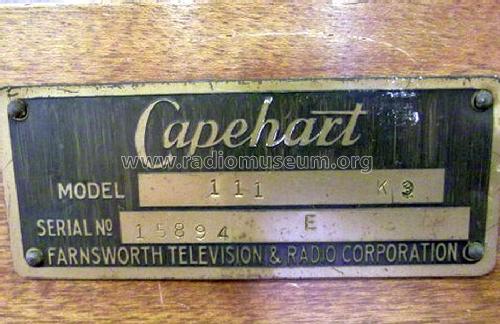 Capehart
www.radiomuseum.org
MODEL 111 K3
SERIAL Nº 15894 E
FARNSWORTH TELEVISION & RADIO CORPORATION